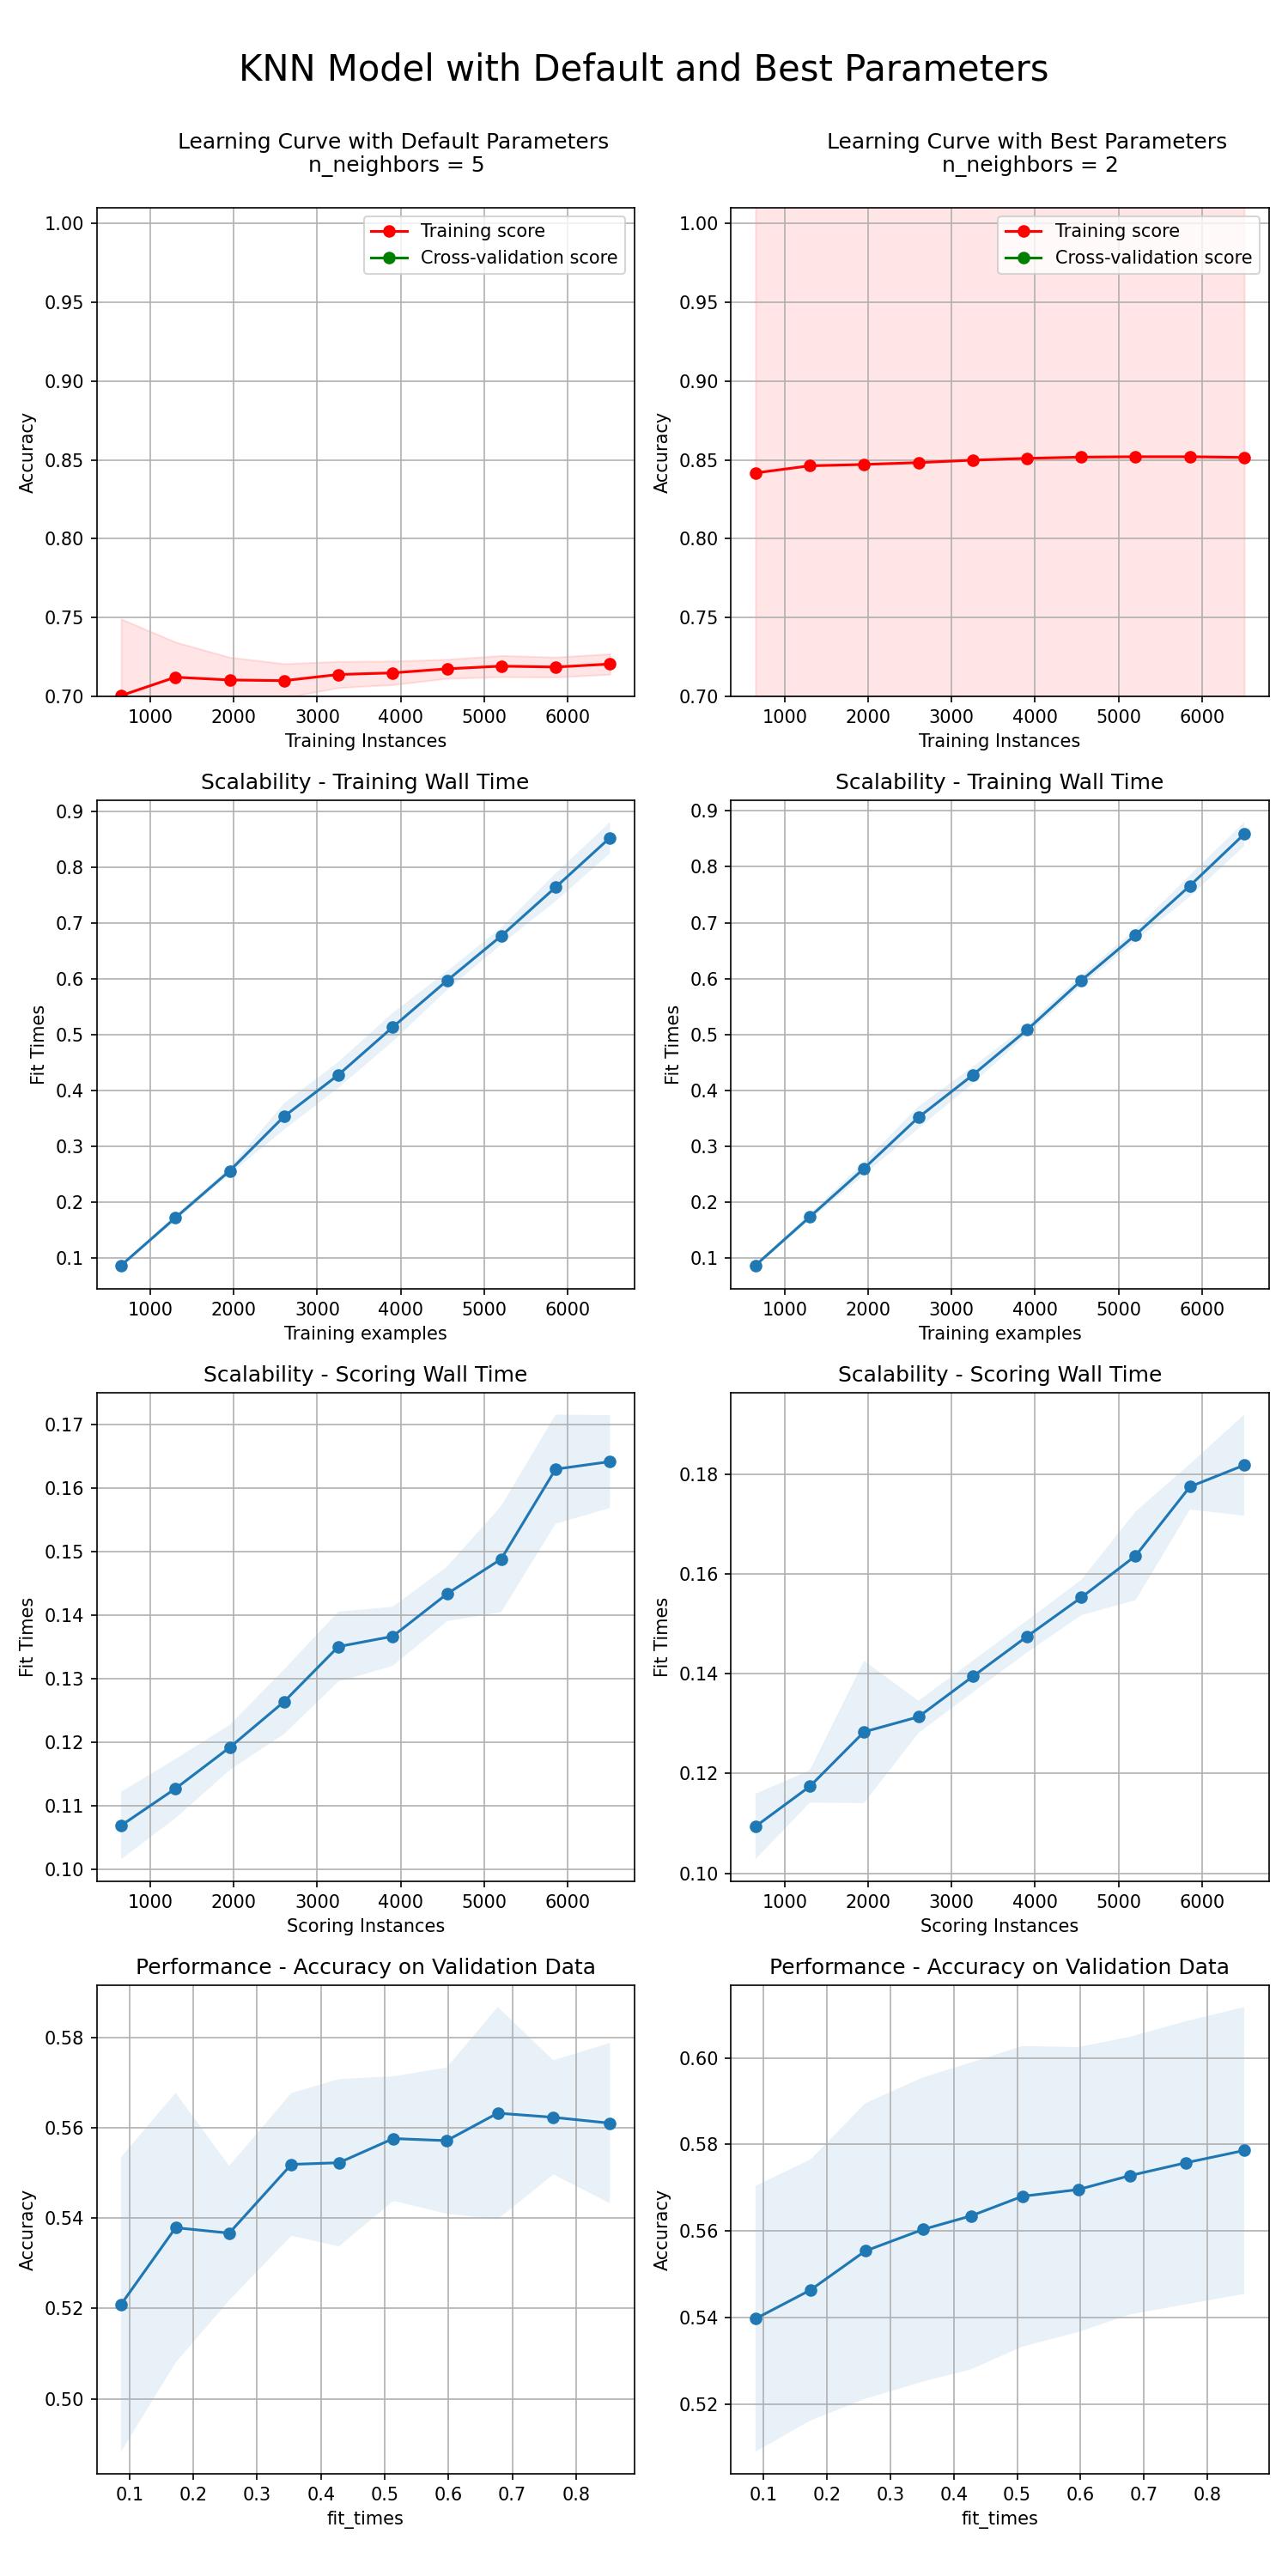 KNN Model with Default and Best Parameters
Learning Curve with Default Parameters
n_neighbors = 5
1.00
0.95
0.90
0.85
0.80
0.75
0.70
Accuracy
Training score
Cross-validation score
1000 2000 3000 4000 5000 6000
Training Instances
Learning Curve with Best Parameters
n_neighbors = 2
1.00
0.95
0.90
0.85
0.80
0.75
0.70
Accuracy
Training score
Cross-validation score
1000 2000 3000 4000 5000 6000
Training Instances
Scalability - Training Wall Time
0.9
0.8
0.7
0.6
0.5
0.4
0.3
0.2
0.1
Fit Times
1000 2000 3000 4000 5000 6000
Training examples
Scalability - Training Wall Time
0.9
0.8
0.7
0.6
0.5
0.4
0.3
0.2
0.1
Fit Times
1000 2000 3000 4000 5000 6000
Training examples
Scalability - Scoring Wall Time
0.17
0.16
0.15
0.14
0.13
0.12
0.11
0.10
Fit Times
1000 2000 3000 4000 5000 6000
Scoring Instances
Scalability - Scoring Wall Time
0.18
0.16
0.14
0.12
0.10
Fit Times
1000 2000 3000 4000 5000 6000
Scoring Instances
Performance - Accuracy on Validation Data
0.58
0.56
0.54
0.52
0.50
Accuracy
0.1 0.2 0.3 0.4 0.5 0.6 0.7 0.8
fit_times
Performance - Accuracy on Validation Data
0.60
0.58
0.56
0.54
0.52
Accuracy
0.1 0.2 0.3 0.4 0.5 0.6 0.7 0.8
fit_times